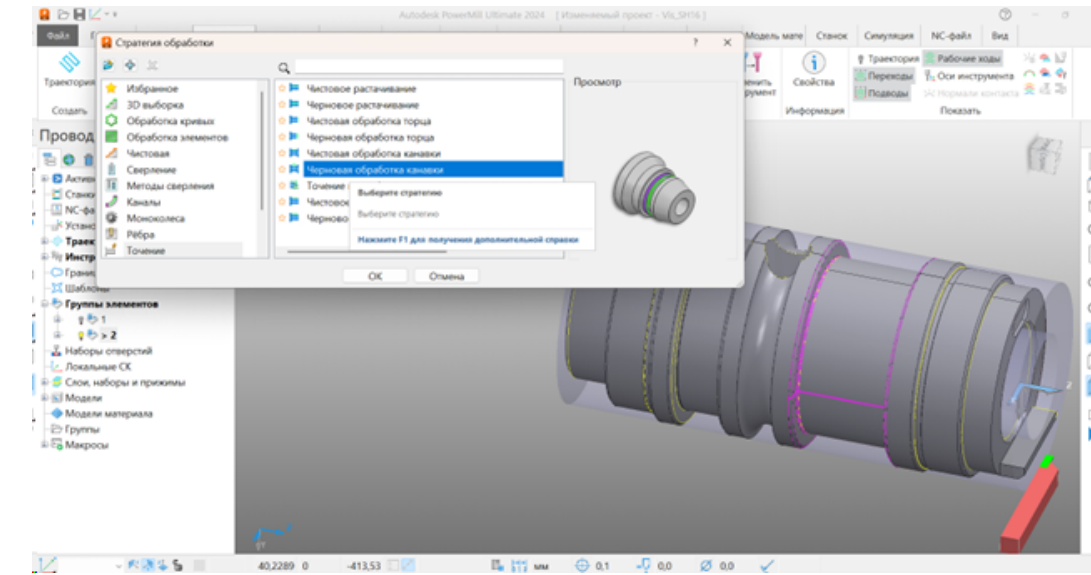 Autodesk PowerMill Ultimate 2024 [Изменяемый проект - Vis_SH16 ]
Файл
Модель мате Станок Симуляция NC-файл Вид
Стратегия обработки
Траектория
Создать
Свойства
Информация
Траектория Рабочие ходы
Переходы Оси инструмента
Подводы Нормали контакта
Показать
Избранное
3D выборка
Обработка кривых
Обработка элементов
Чистовая
Сверление
Методы сверления
Каналы
Моноколеса
Рёбра
Точение
Чистовое растачивание
Черновое растачивание
Чистовая обработка торца
Черновая обработка торца
Чистовая обработка канавки
Черновая обработка канавки
Точение
Чистовое
Черново
Выберите стратегию
Выберите стратегию
Нажмите F1 для получения дополнительной справки
Просмотр
OK Отмена
Провод
Активн
Станки
NC-фа
Устано
Траек
Инстр
Границ
Шаблоны
Группы элементов
1
> 2
Наборы отверстий
Локальные СК
Слои, наборы и прижимы
Модели
Модели материала
Группы
Макросы
40,2289 0 -413,53 мм 0,1 0,0 0,0